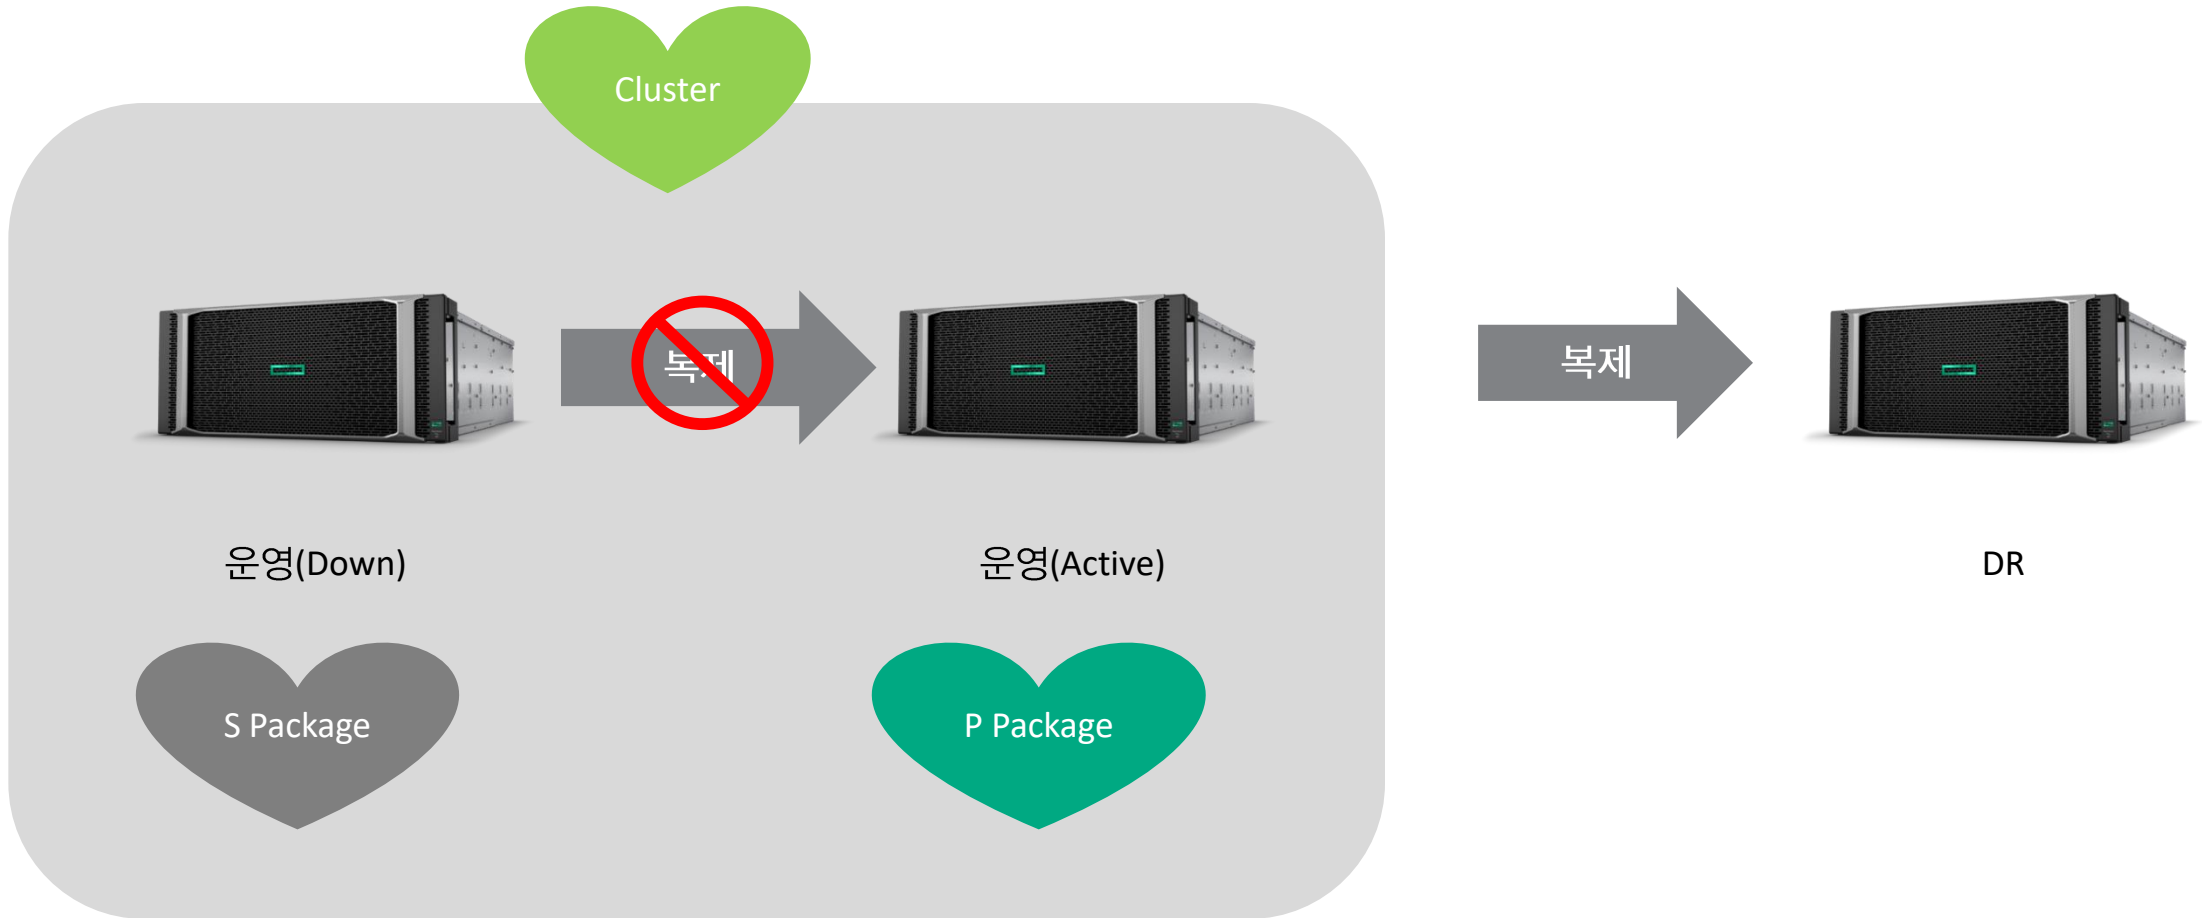 Cluster
복제
복제
운영(Down)
운영(Active)
DR
S Package
P Package